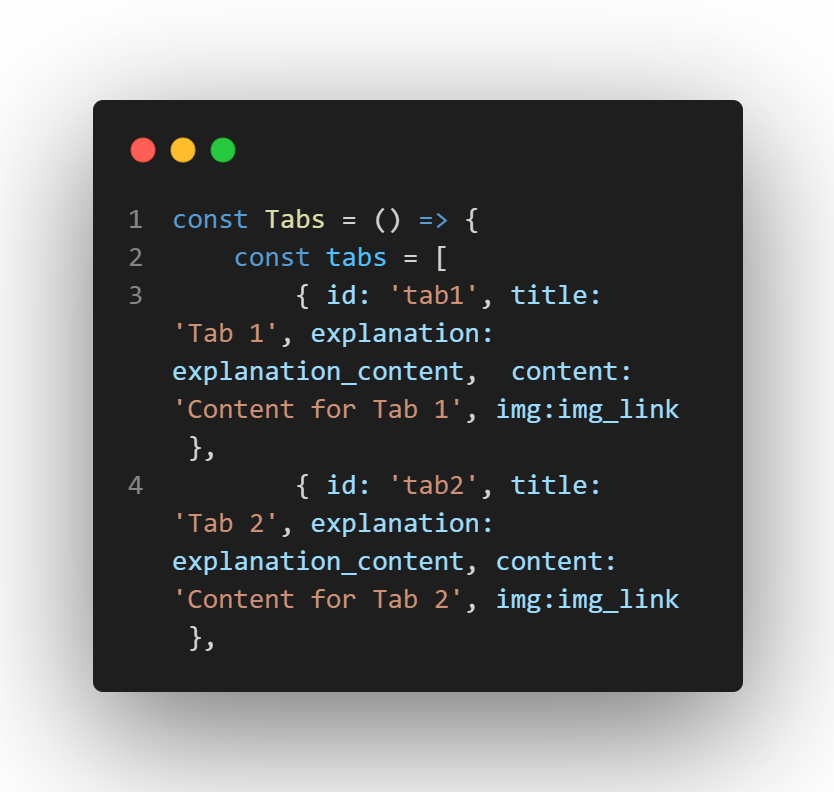 1 const Tabs = () => {
2     const tabs = [
3         { id: 'tab1', title:
'Tab 1', explanation:
explanation_content,  content:
'Content for Tab 1', img:img_link
 },
4         { id: 'tab2', title:
'Tab 2', explanation:
explanation_content, content:
'Content for Tab 2', img:img_link
 },